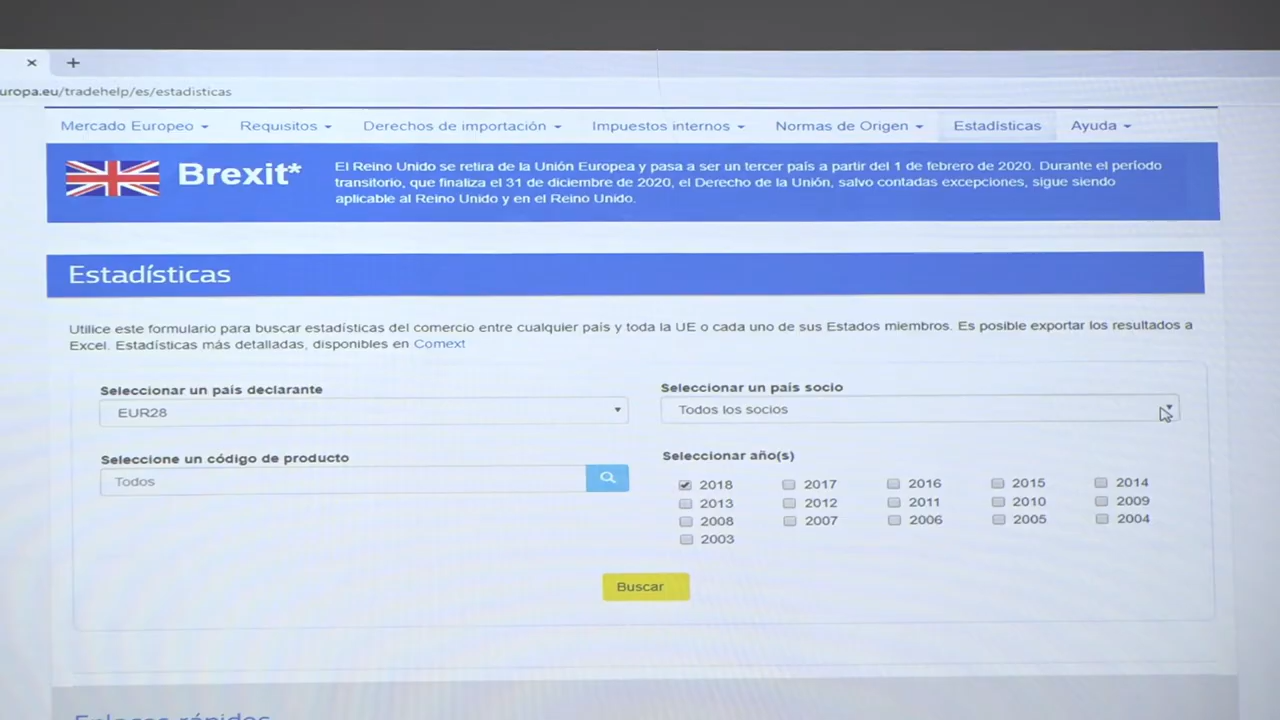 europa.eu/tradehelp/es/estadisticas
Mercado Europeo Requisitos Derechos de importación Impuestos internos Normas de Origen Estadísticas Ayuda
Brexit*
El Reino Unido se retira de la Unión Europea y pasa a ser un tercer país a partir del 1 de febrero de 2020. Durante el período
transitorio, que finaliza el 31 de diciembre de 2020, el Derecho de la Unión, salvo contadas excepciones, sigue siendo
aplicable al Reino Unido y en el Reino Unido.
Estadísticas
Utilice este formulario para buscar estadísticas del comercio entre cualquier país y toda la UE o cada uno de sus Estados miembros. Es posible exportar los resultados a
Excel. Estadísticas más detalladas, disponibles en Comext
Seleccionar un país declarante
EUR28
Seleccionar un país socio
Todos los socios
Seleccione un código de producto
Todos
Seleccionar año(s)
2018 2017 2016 2015 2014
2013 2012 2011 2010 2009
2008 2007 2006 2005 2004
2003
Buscar
Enlaces rápidos